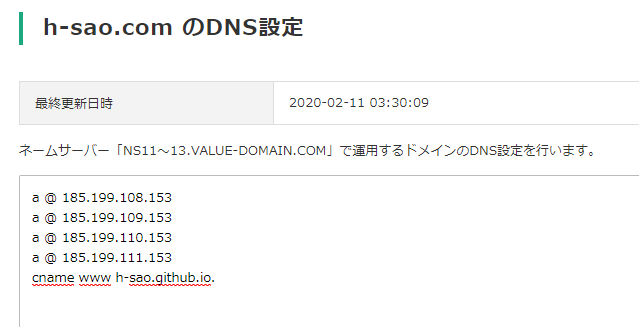 h-sao.com のDNS設定
最終更新日時 2020-02-11 03:30:09
ネームサーバー「NS11～13.VALUE-DOMAIN.COM」で運用するドメインのDNS設定を行います。
a @ 185.199.108.153
a @ 185.199.109.153
a @ 185.199.110.153
a @ 185.199.111.153
cname www h-sao.github.io.